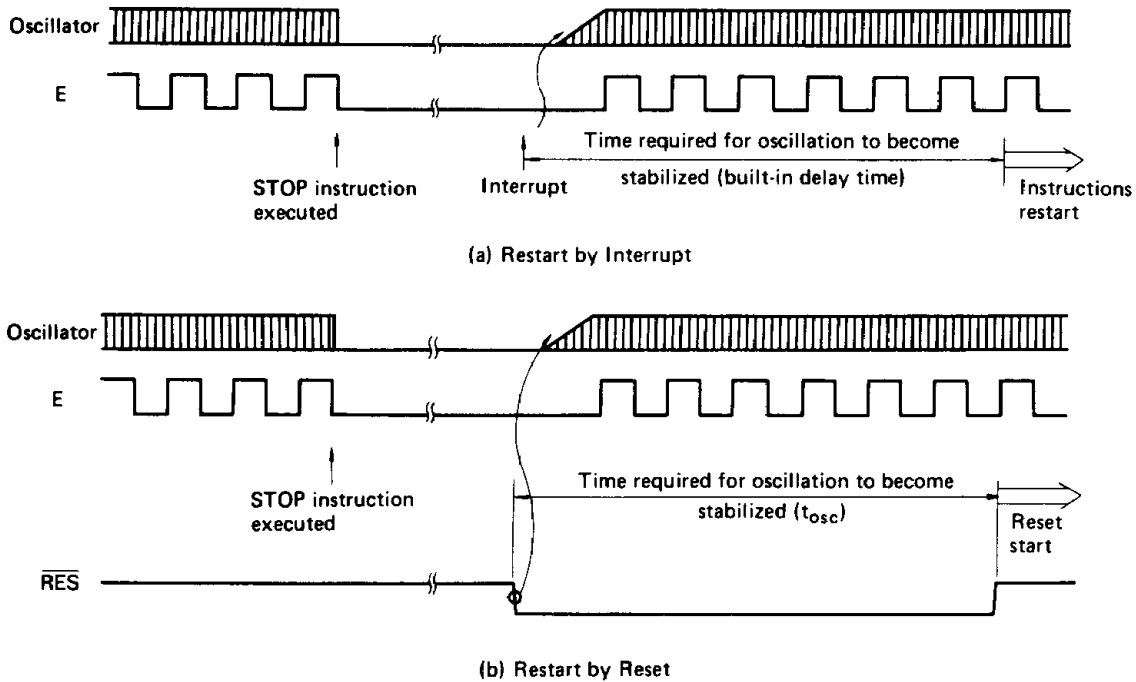 Oscillator
E
Time required for oscillation to become
stabilized (built-in delay time)
STOP instruction
executed
Interrupt
Instructions
restart
(a) Restart by Interrupt
Oscillator
E
STOP instruction
executed
Time required for oscillation to become
stabilized (tosc)
Reset
start
RES
(b) Restart by Reset